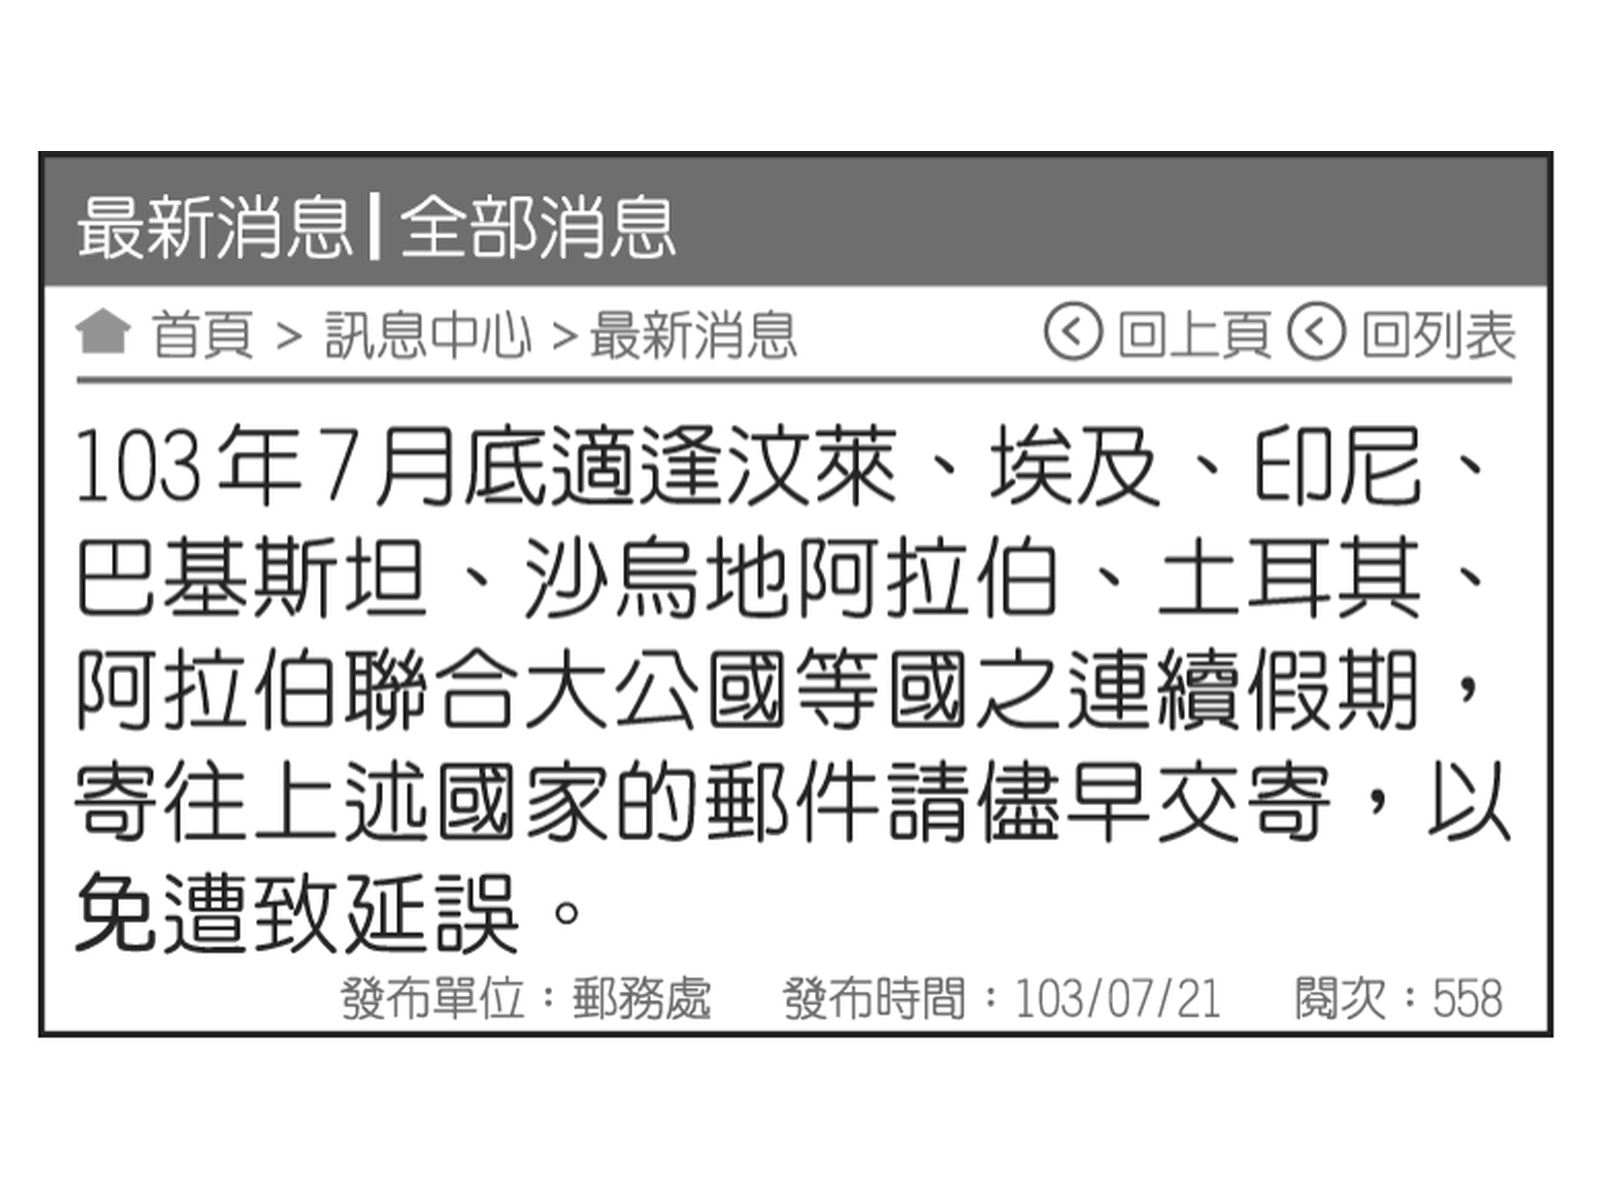 最新消息|全部消息
首頁 > 訊息中心 >最新消息 回上頁 回列表
103年7月底適逢汶萊、埃及、印尼、
巴基斯坦、沙烏地阿拉伯、土耳其、
阿拉伯聯合大公國等國之連續假期，
寄往上述國家的郵件請儘早交寄，以
免遭致延誤。
發布單位：郵務處 發布時間：103/07/21 閱次：558